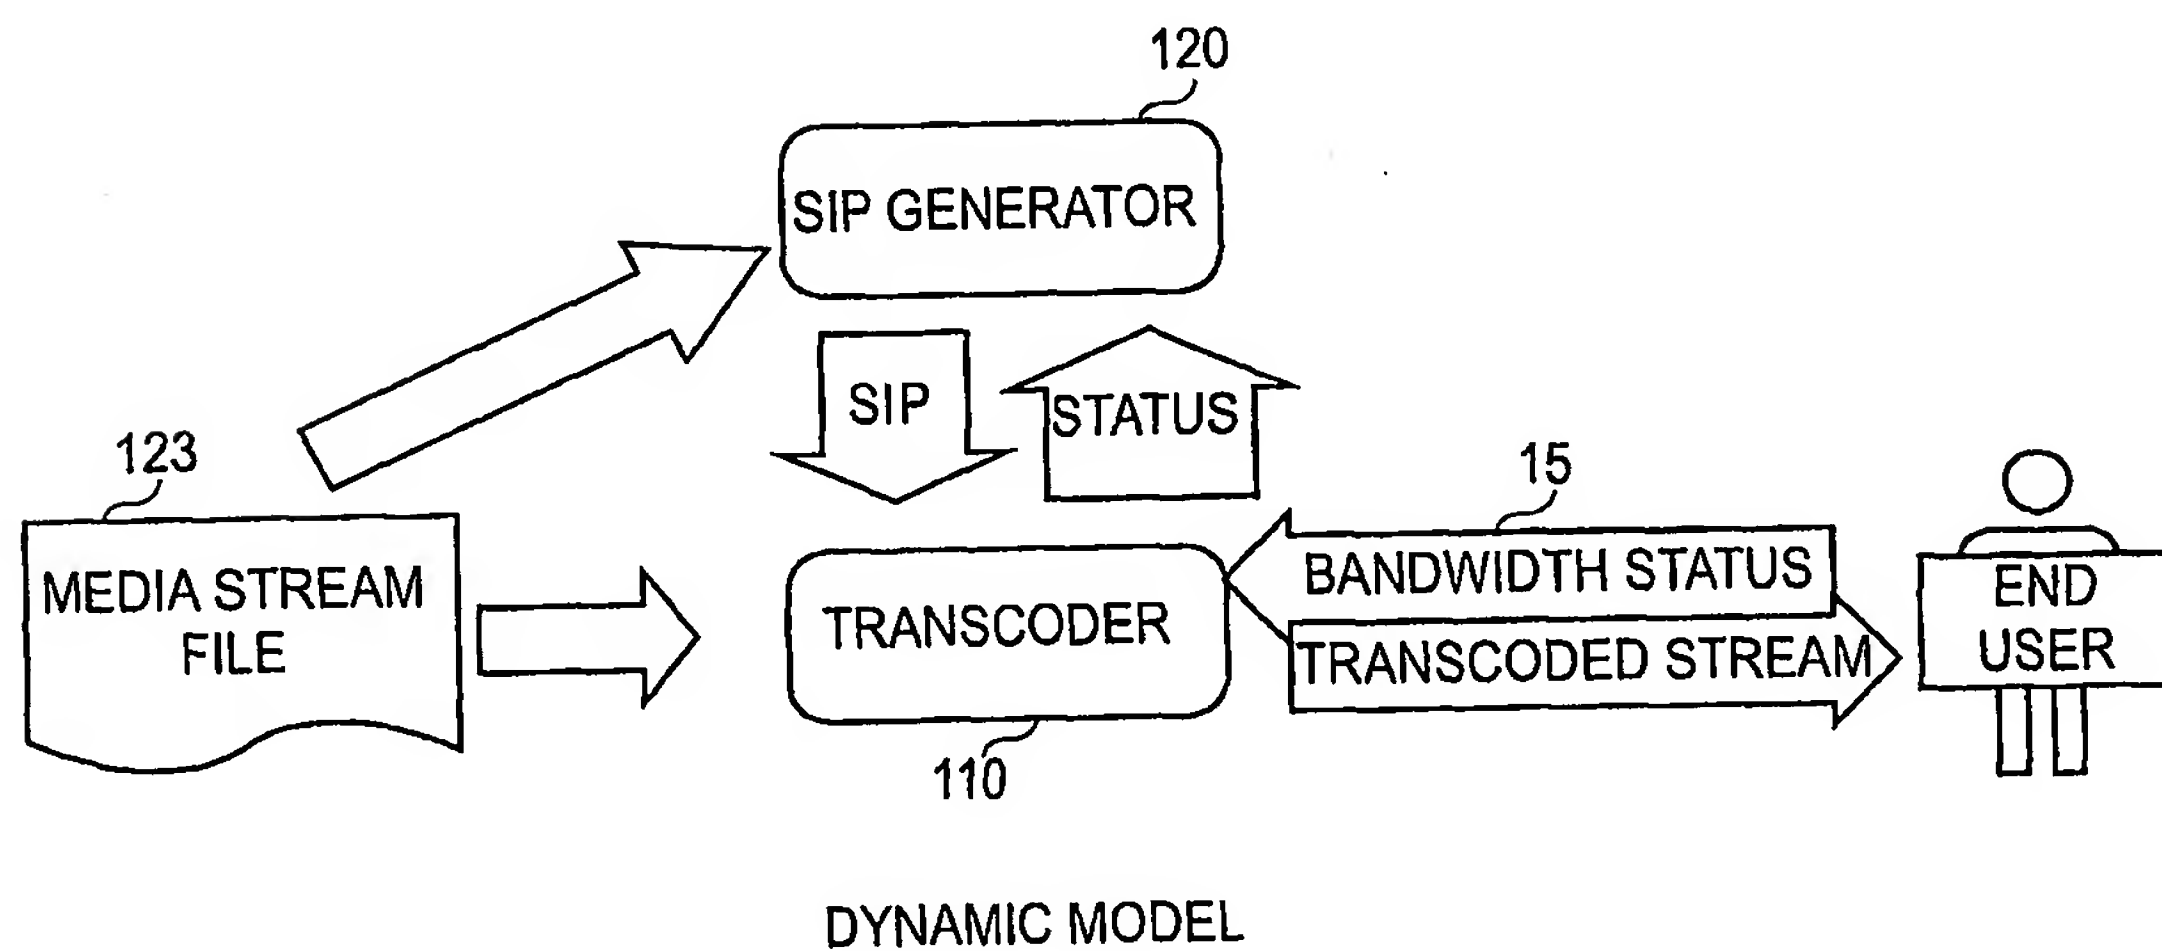 120
SIP GENERATOR
SIP
STATUS
123
15
MEDIA STREAM
FILE
TRANSCODER
BANDWIDTH STATUS
TRANSCODED STREAM
END
USER
110
DYNAMIC MODEL